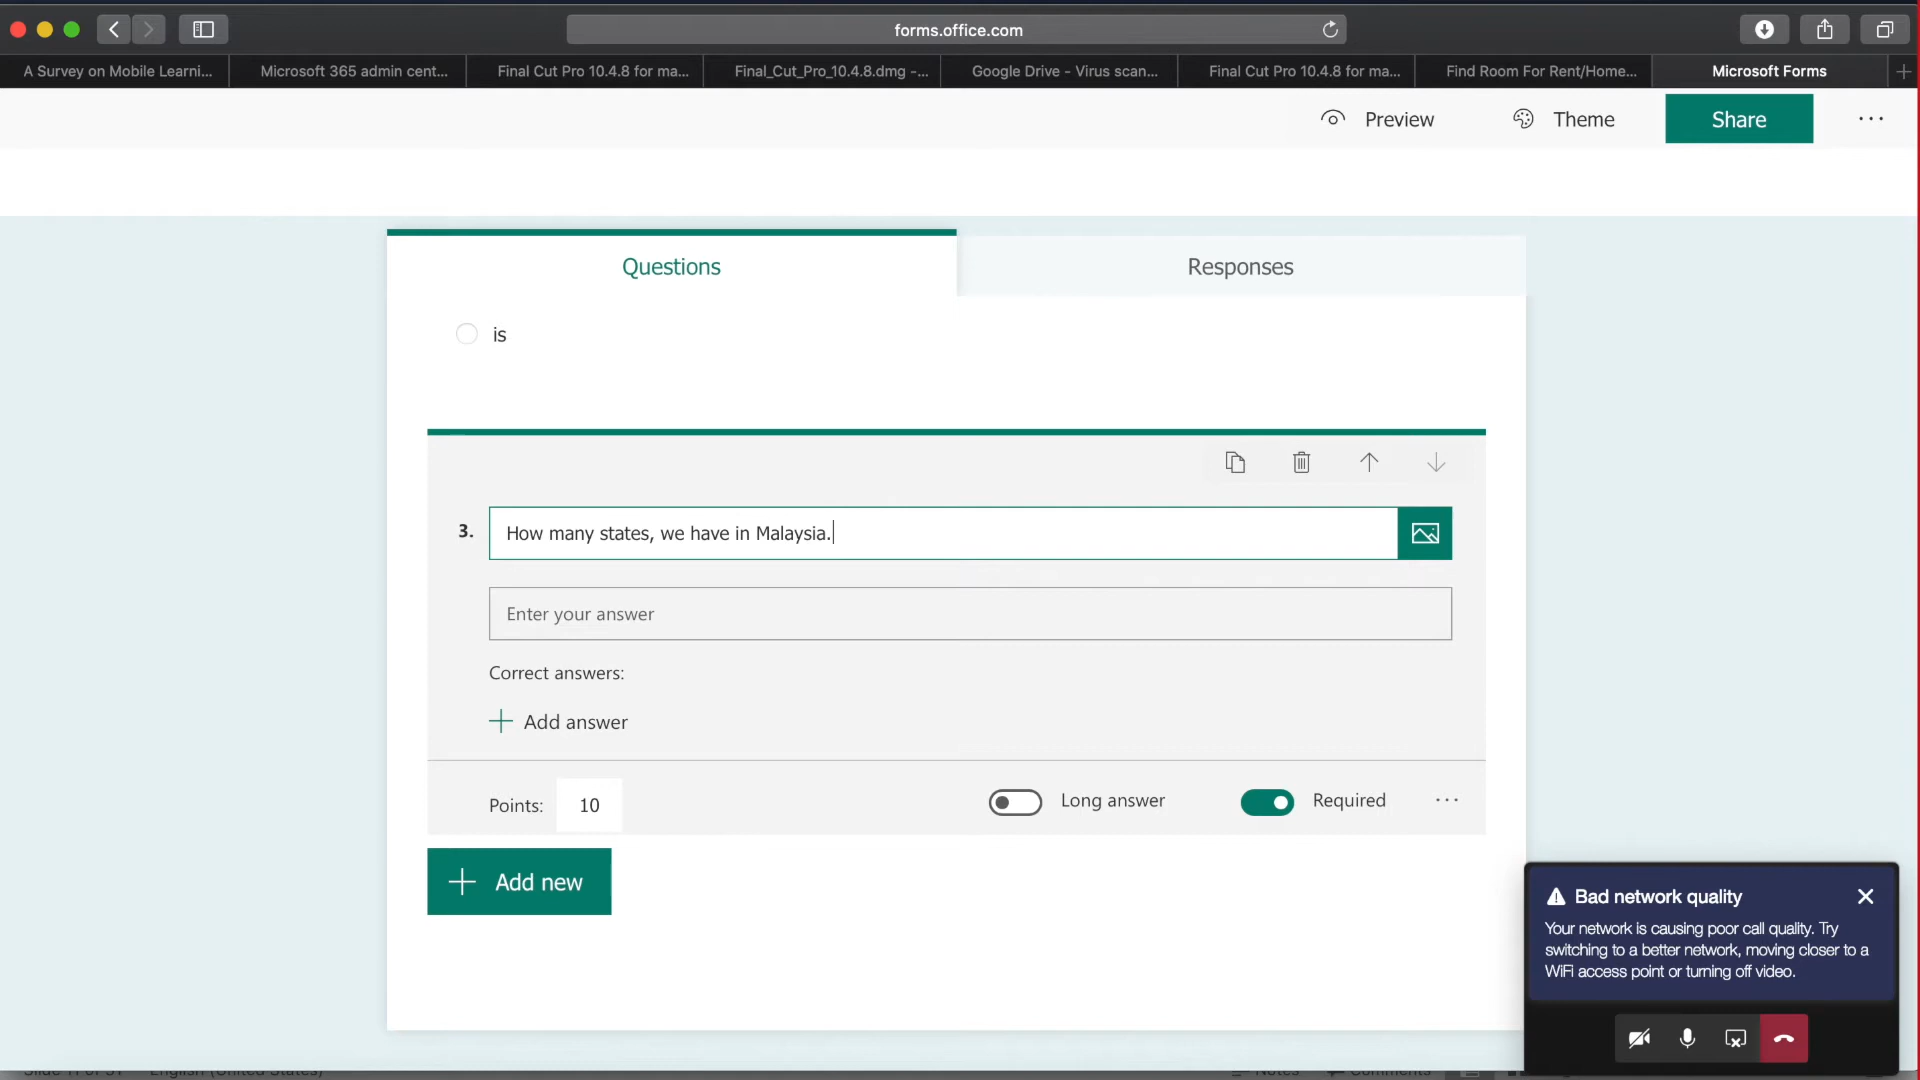 forms.office.com
A Survey on Mobile Learni...
Microsoft 365 admin cent...
Final Cut Pro 10.4.8 for ma...
Final_Cut_Pro_10.4.8.dmg -...
Google Drive - Virus scan...
Final Cut Pro 10.4.8 for ma...
Find Room For Rent/Home...
Microsoft Forms
Preview
Theme
Share
Questions
Responses
is
3.
How many states, we have in Malaysia.
Enter your answer
Correct answers:
Add answer
Points: 10
Long answer
Required
Add new
Bad network quality
Your network is causing poor call quality. Try
switching to a better network, moving closer to a
WiFi access point or turning off video.
English (United States)
Notes
Comments